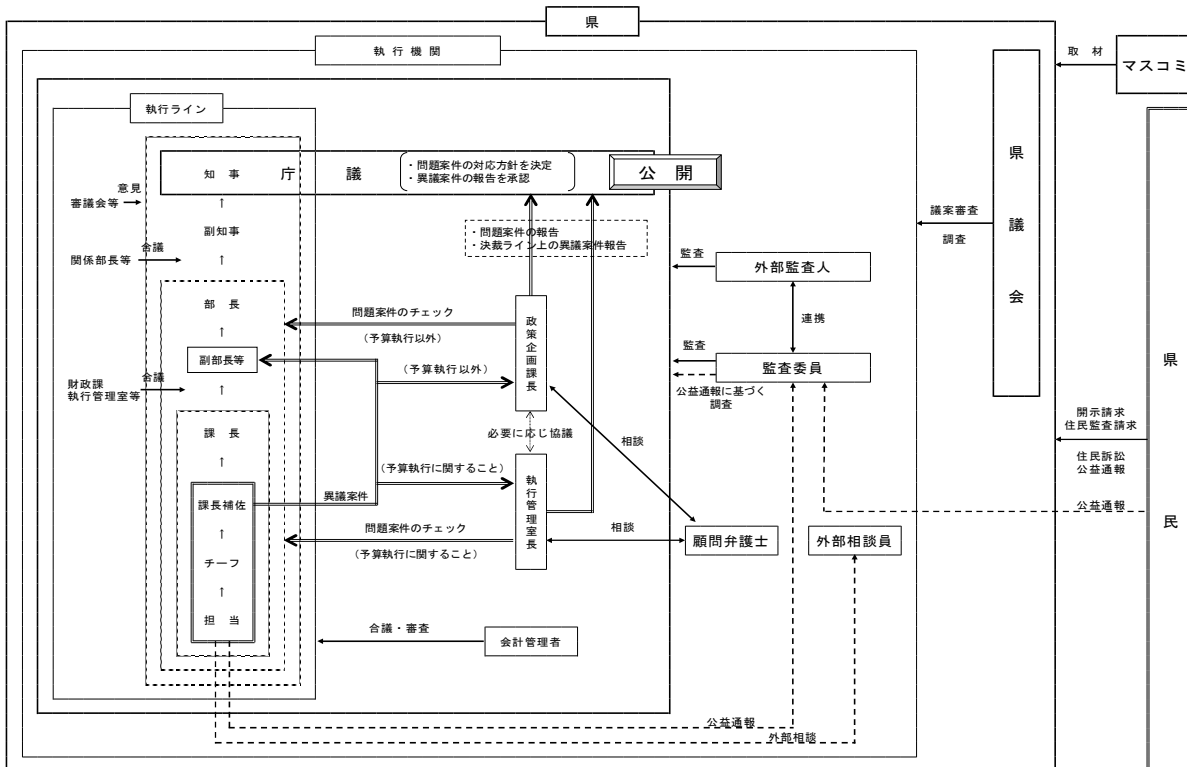 県
執 行 機 関
取 材
マスコミ
執行ライン
知 事 庁 議
・問題案件の対応方針を決定
・異議案件の報告を承認
公 開
意見
審議会等
↑
副知事
↑
合議
関係部長等
・問題案件の報告
・決裁ライン上の異議案件報告
県議会
議案審査
調査
監査
外部監査人
連携
部 長
↑
副部長等
↑
問題案件のチェック
(予算執行以外)
(予算執行以外)
政策企画課長
監査
監査委員
公益通報に基づく
調査
財政課
執行管理室等
合議
県民
開示請求
住民監査請求
住民訴訟
公益通報
公益通報
課 長
↑
必要に応じ協議
相談
(予算執行に関すること)
執行管理室長
課長補佐
異議案件
↑
チーフ
↑
担 当
問題案件のチェック
(予算執行に関すること)
相談
顧問弁護士
外部相談員
合議・審査
会計管理者
公益通報
外部相談